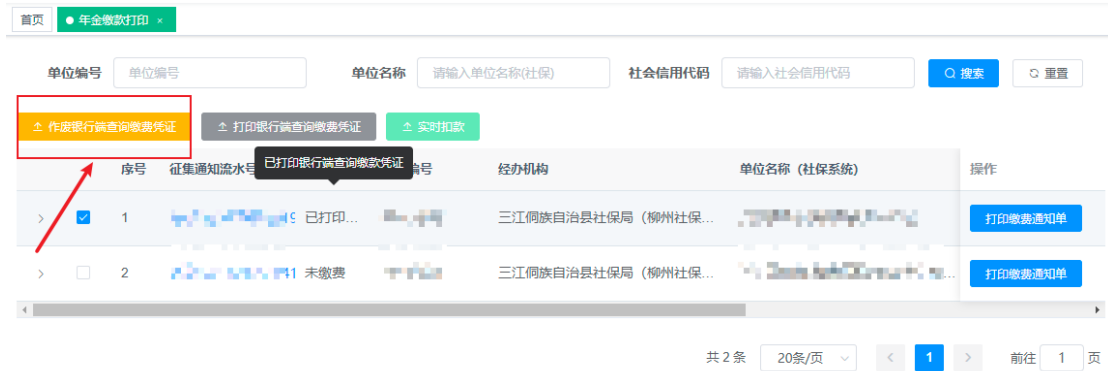 首页 ● 年金缴款打印 ×
单位编号 单位编号 单位名称 请输入单位名称(社保) 社会信用代码 请输入社会信用代码 搜索 重置
作废银行端查询缴费凭证 打印银行端查询缴费凭证 实时扣款
已打印银行端查询缴款凭证
序号 征集通知流水号 编号 经办机构 单位名称（社保系统） 操作
1 已打印... 三江侗族自治县社保局（柳州社保... 打印缴费通知单
2 41 未缴费 三江侗族自治县社保局（柳州社保... 打印缴费通知单
共 2 条 20条/页 < 1 > 前往 1 页